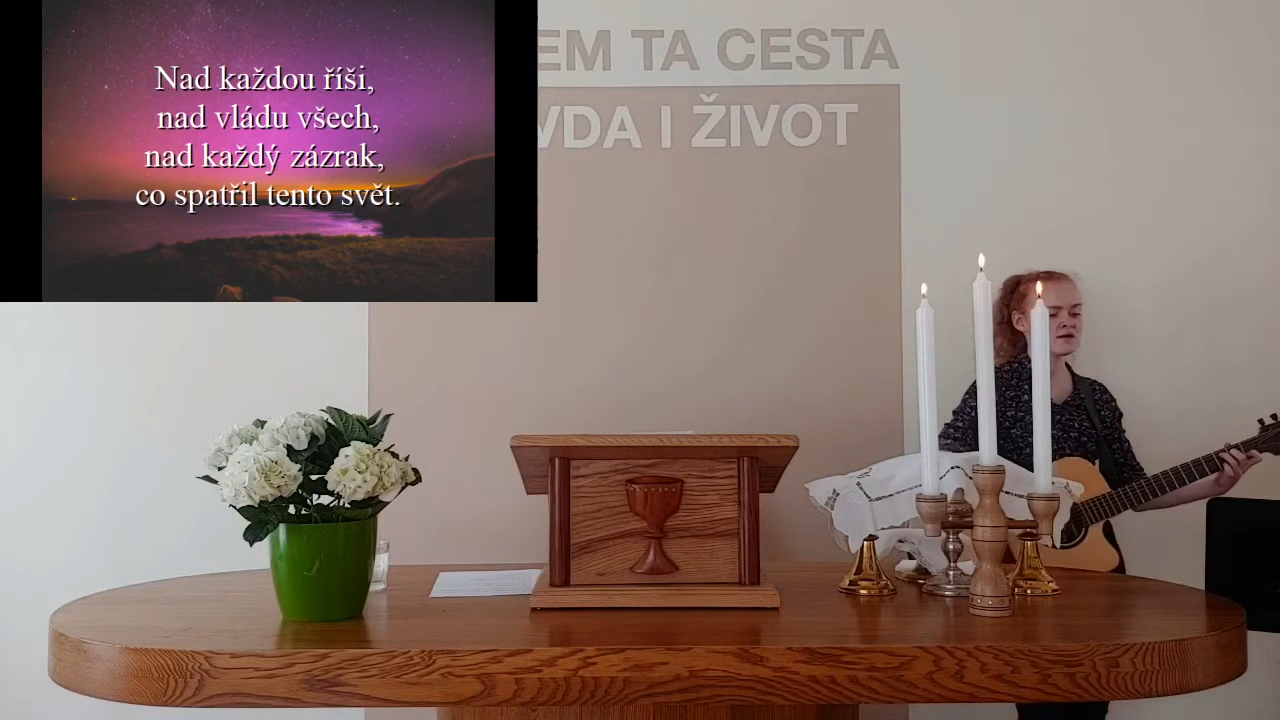 Nad každou říši,
nad vládu všech,
nad každý zázrak,
co spatřil tento svět.
EM TA CESTA
VDA I ŽIVOT